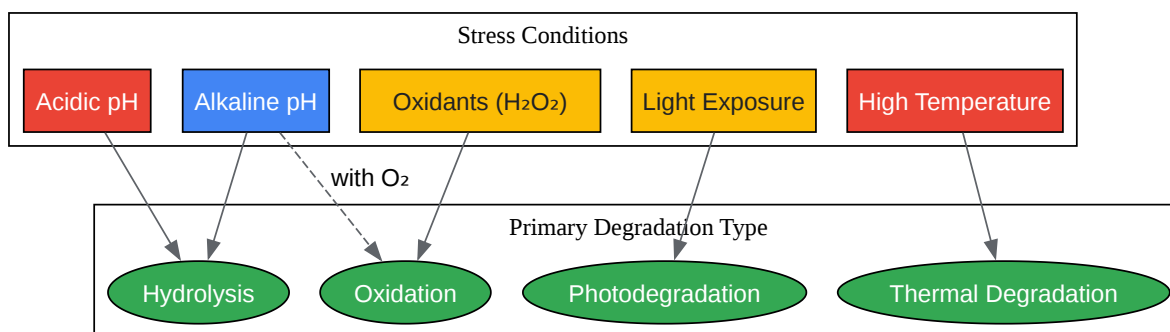 Stress Conditions
Acidic pH
Alkaline pH
Oxidants (H₂O₂)
Light Exposure
High Temperature
with O₂
Primary Degradation Type
Hydrolysis
Oxidation
Photodegradation
Thermal Degradation